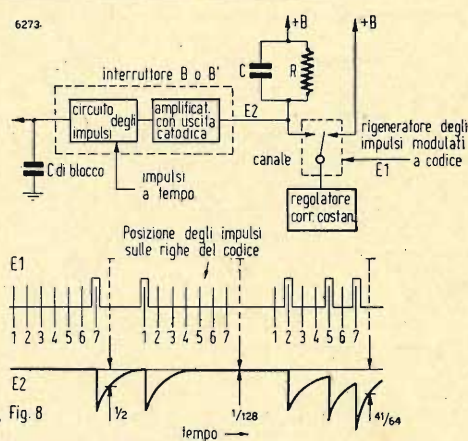 6273.
+B
+B
interruttore B o B'
C
R
circuito degli impulsi
amplificat. con uscita catodica
E2
canale
rigeneratore degli impulsi modulati a codice
E1
C di blocco
impulsi a tempo
regolatore corr. costan.
Posizione degli impulsi sulle righe del codice
E1
1 2 3 4 5 6 7
1 2 3 4 5 6 7
1 2 3 4 5 6 7
E2
1/2
1/128
41/64
Fig. 8
tempo →